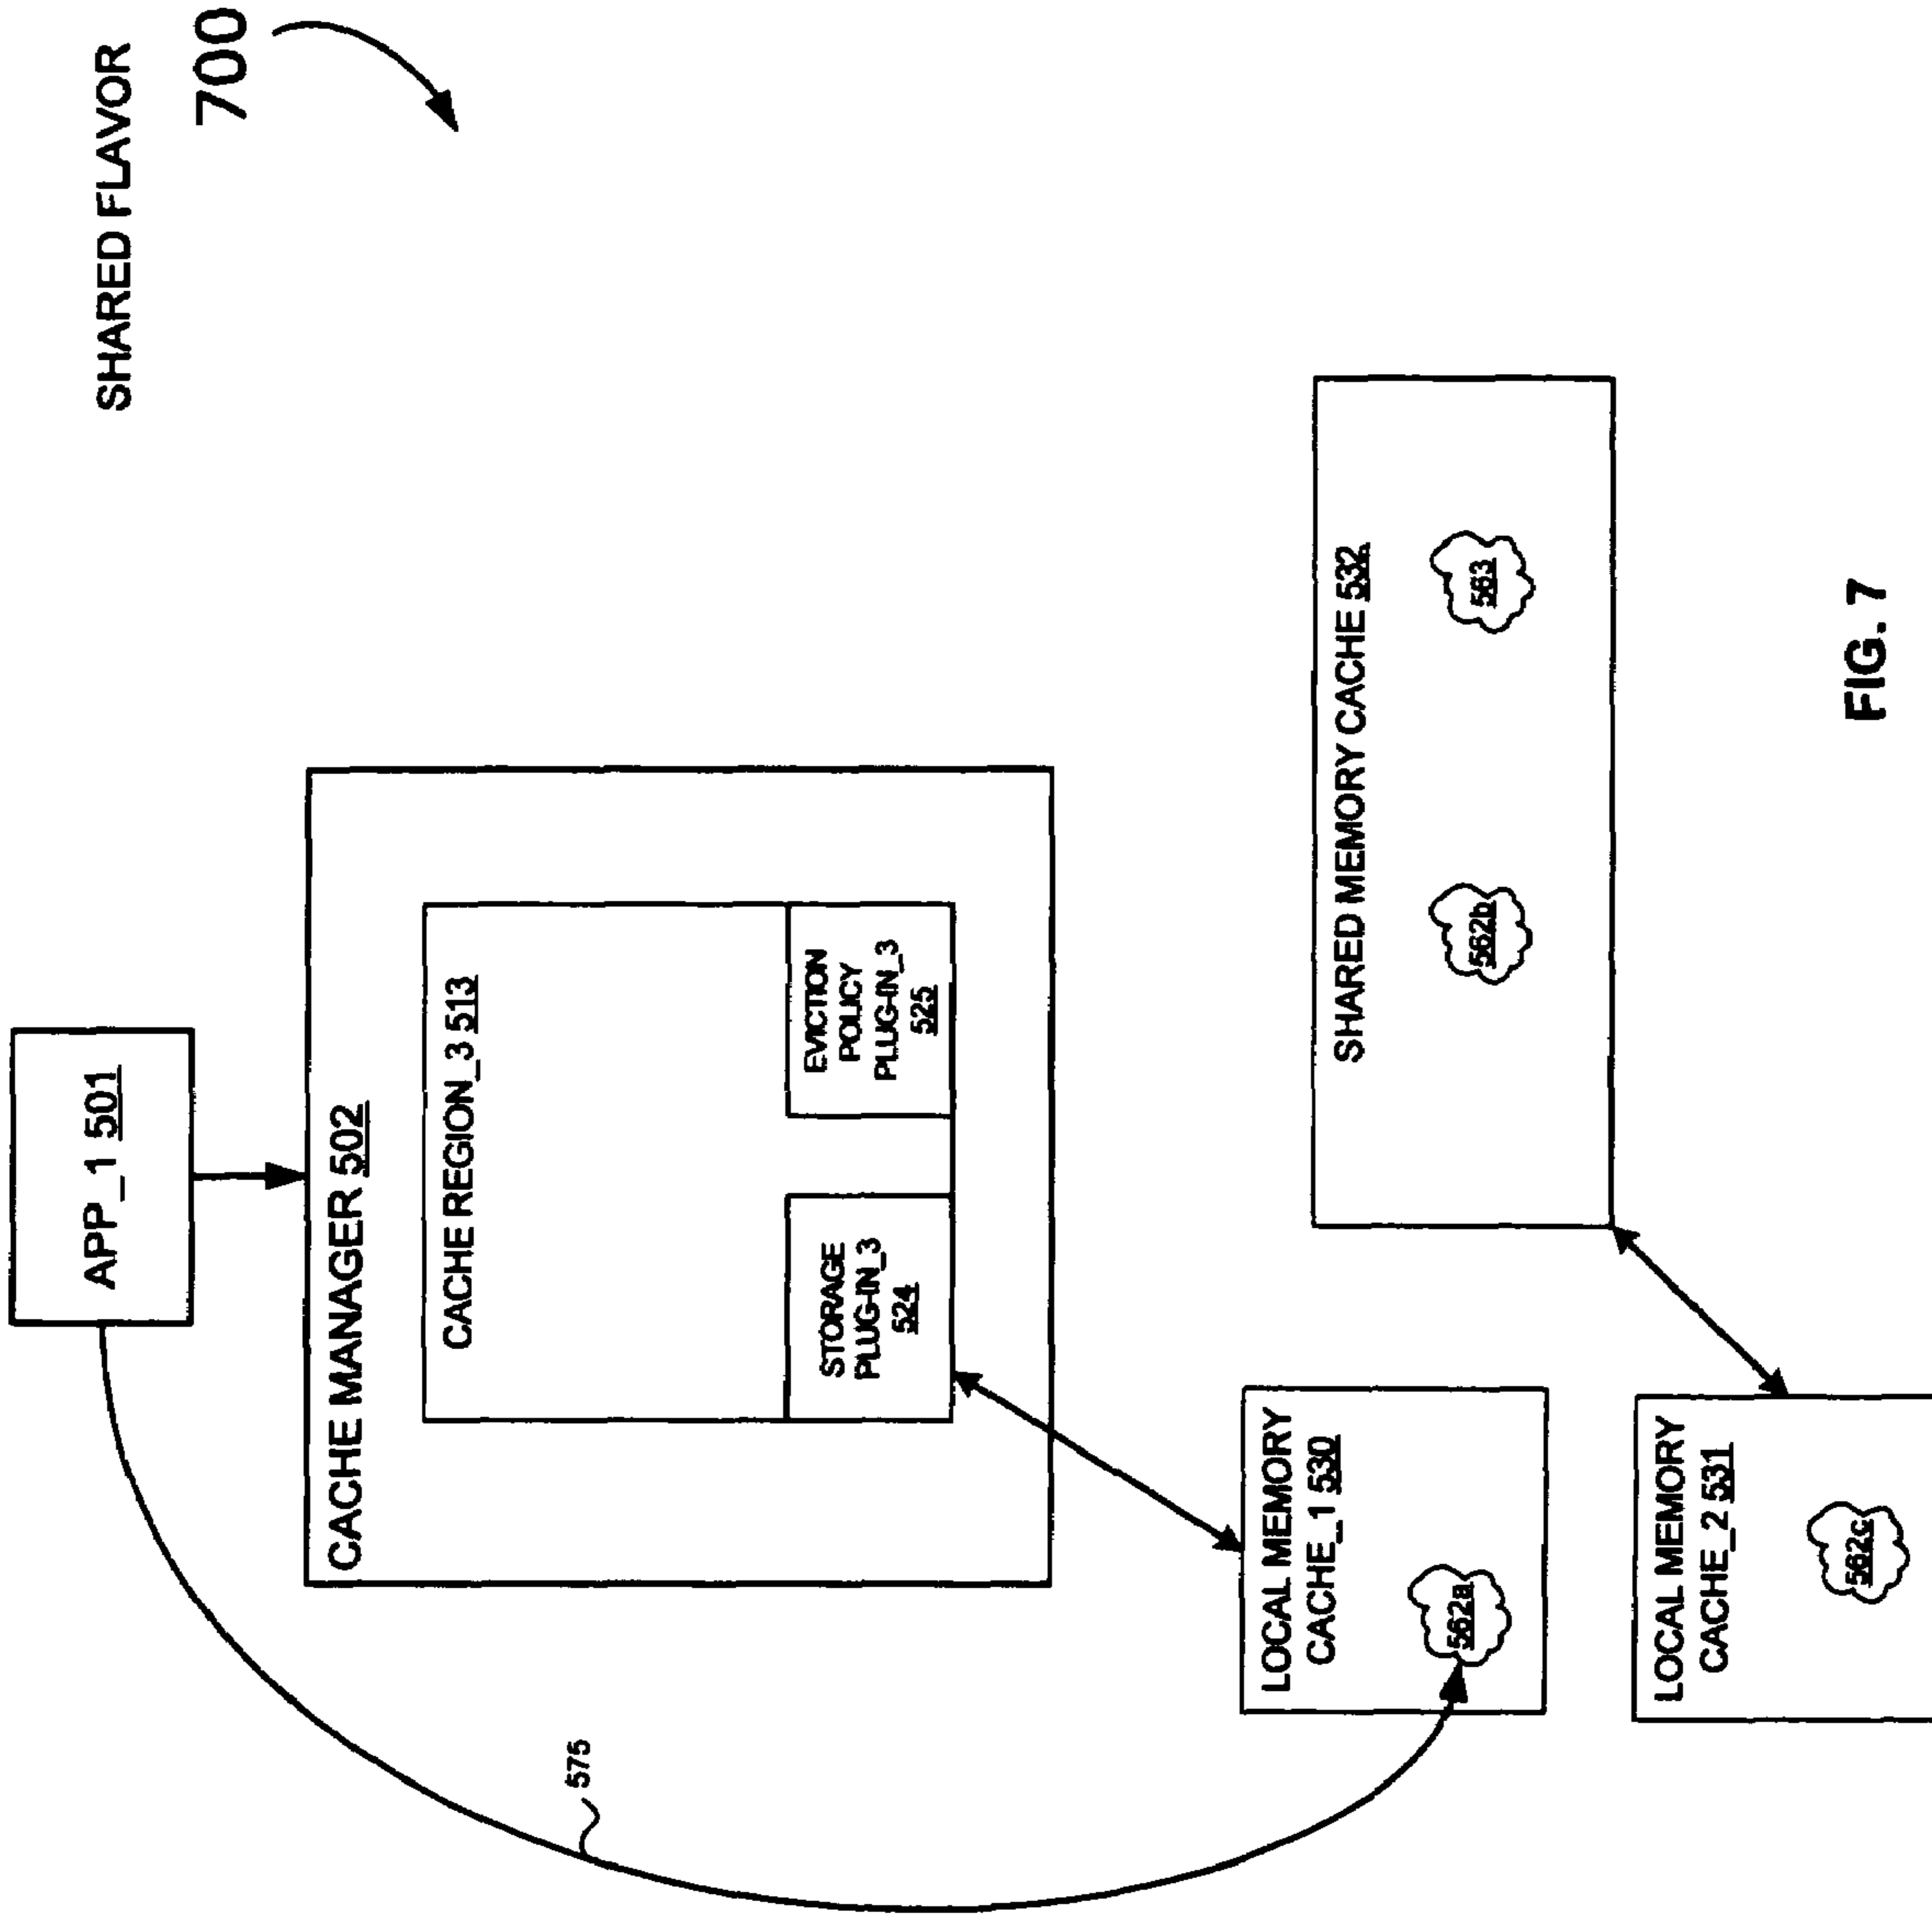 SHARED FLAVOR
700
APP_1 501
CACHE MANAGER 502
CACHE REGION_3 513
STORAGE
PLUG-IN_3
524
EVICTION
POLICY
PLUG-IN_3
525
575
LOCAL MEMORY
CACHE_1 530
562a
SHARED MEMORY CACHE 532
562b
563
LOCAL MEMORY
CACHE_2 531
562c
FIG. 7